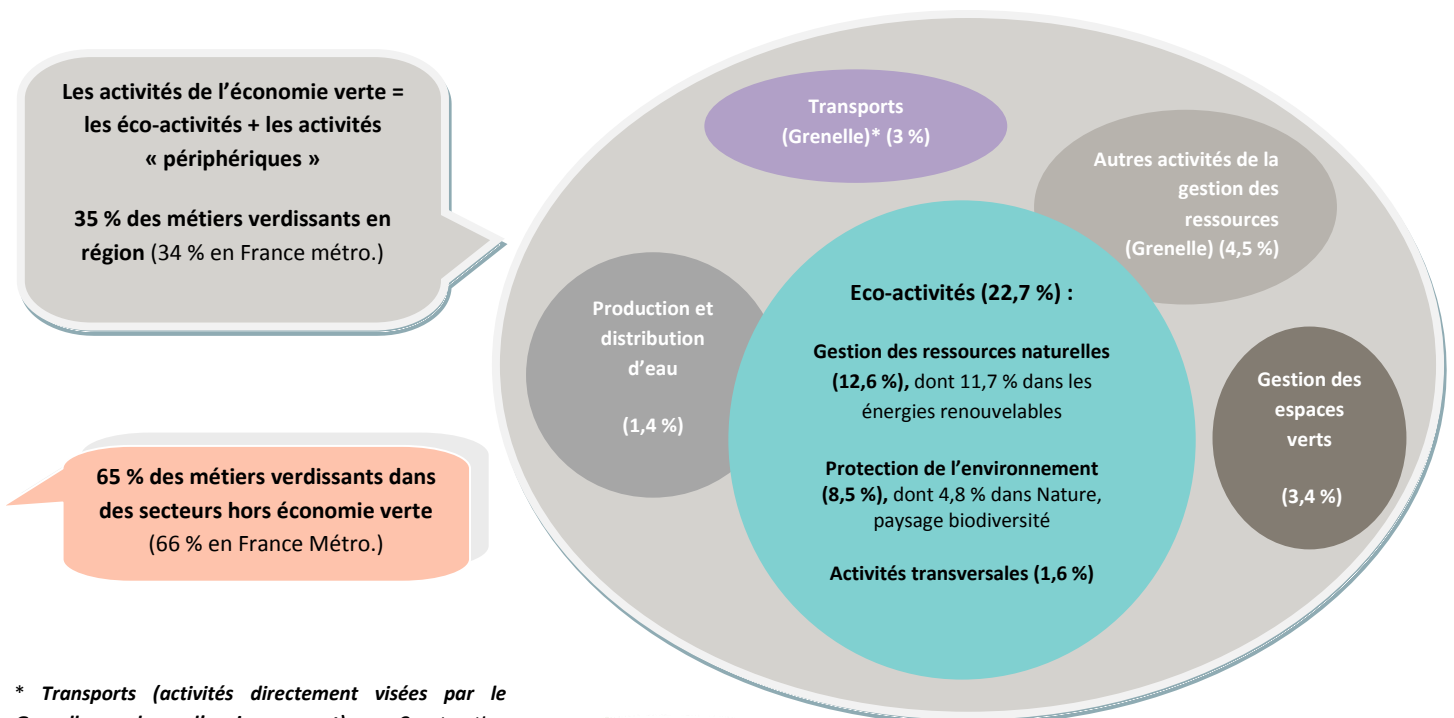 Les activités de l’économie verte =
les éco-activités + les activités
« périphériques »
35 % des métiers verdissants en
région (34 % en France métro.)
65 % des métiers verdissants dans
des secteurs hors économie verte
(66 % en France Métro.)
Transports
(Grenelle)* (3 %)
Autres activités de la
gestion des
ressources
(Grenelle) (4,5 %)
Production et
distribution
d’eau
(1,4 %)
Eco-activités (22,7 %) :
Gestion des ressources naturelles
(12,6 %), dont 11,7 % dans les
énergies renouvelables
Protection de l’environnement
(8,5 %), dont 4,8 % dans Nature,
paysage biodiversité
Activités transversales (1,6 %)
Gestion des
espaces
verts
(3,4 %)
* Transports (activités directement visées par le